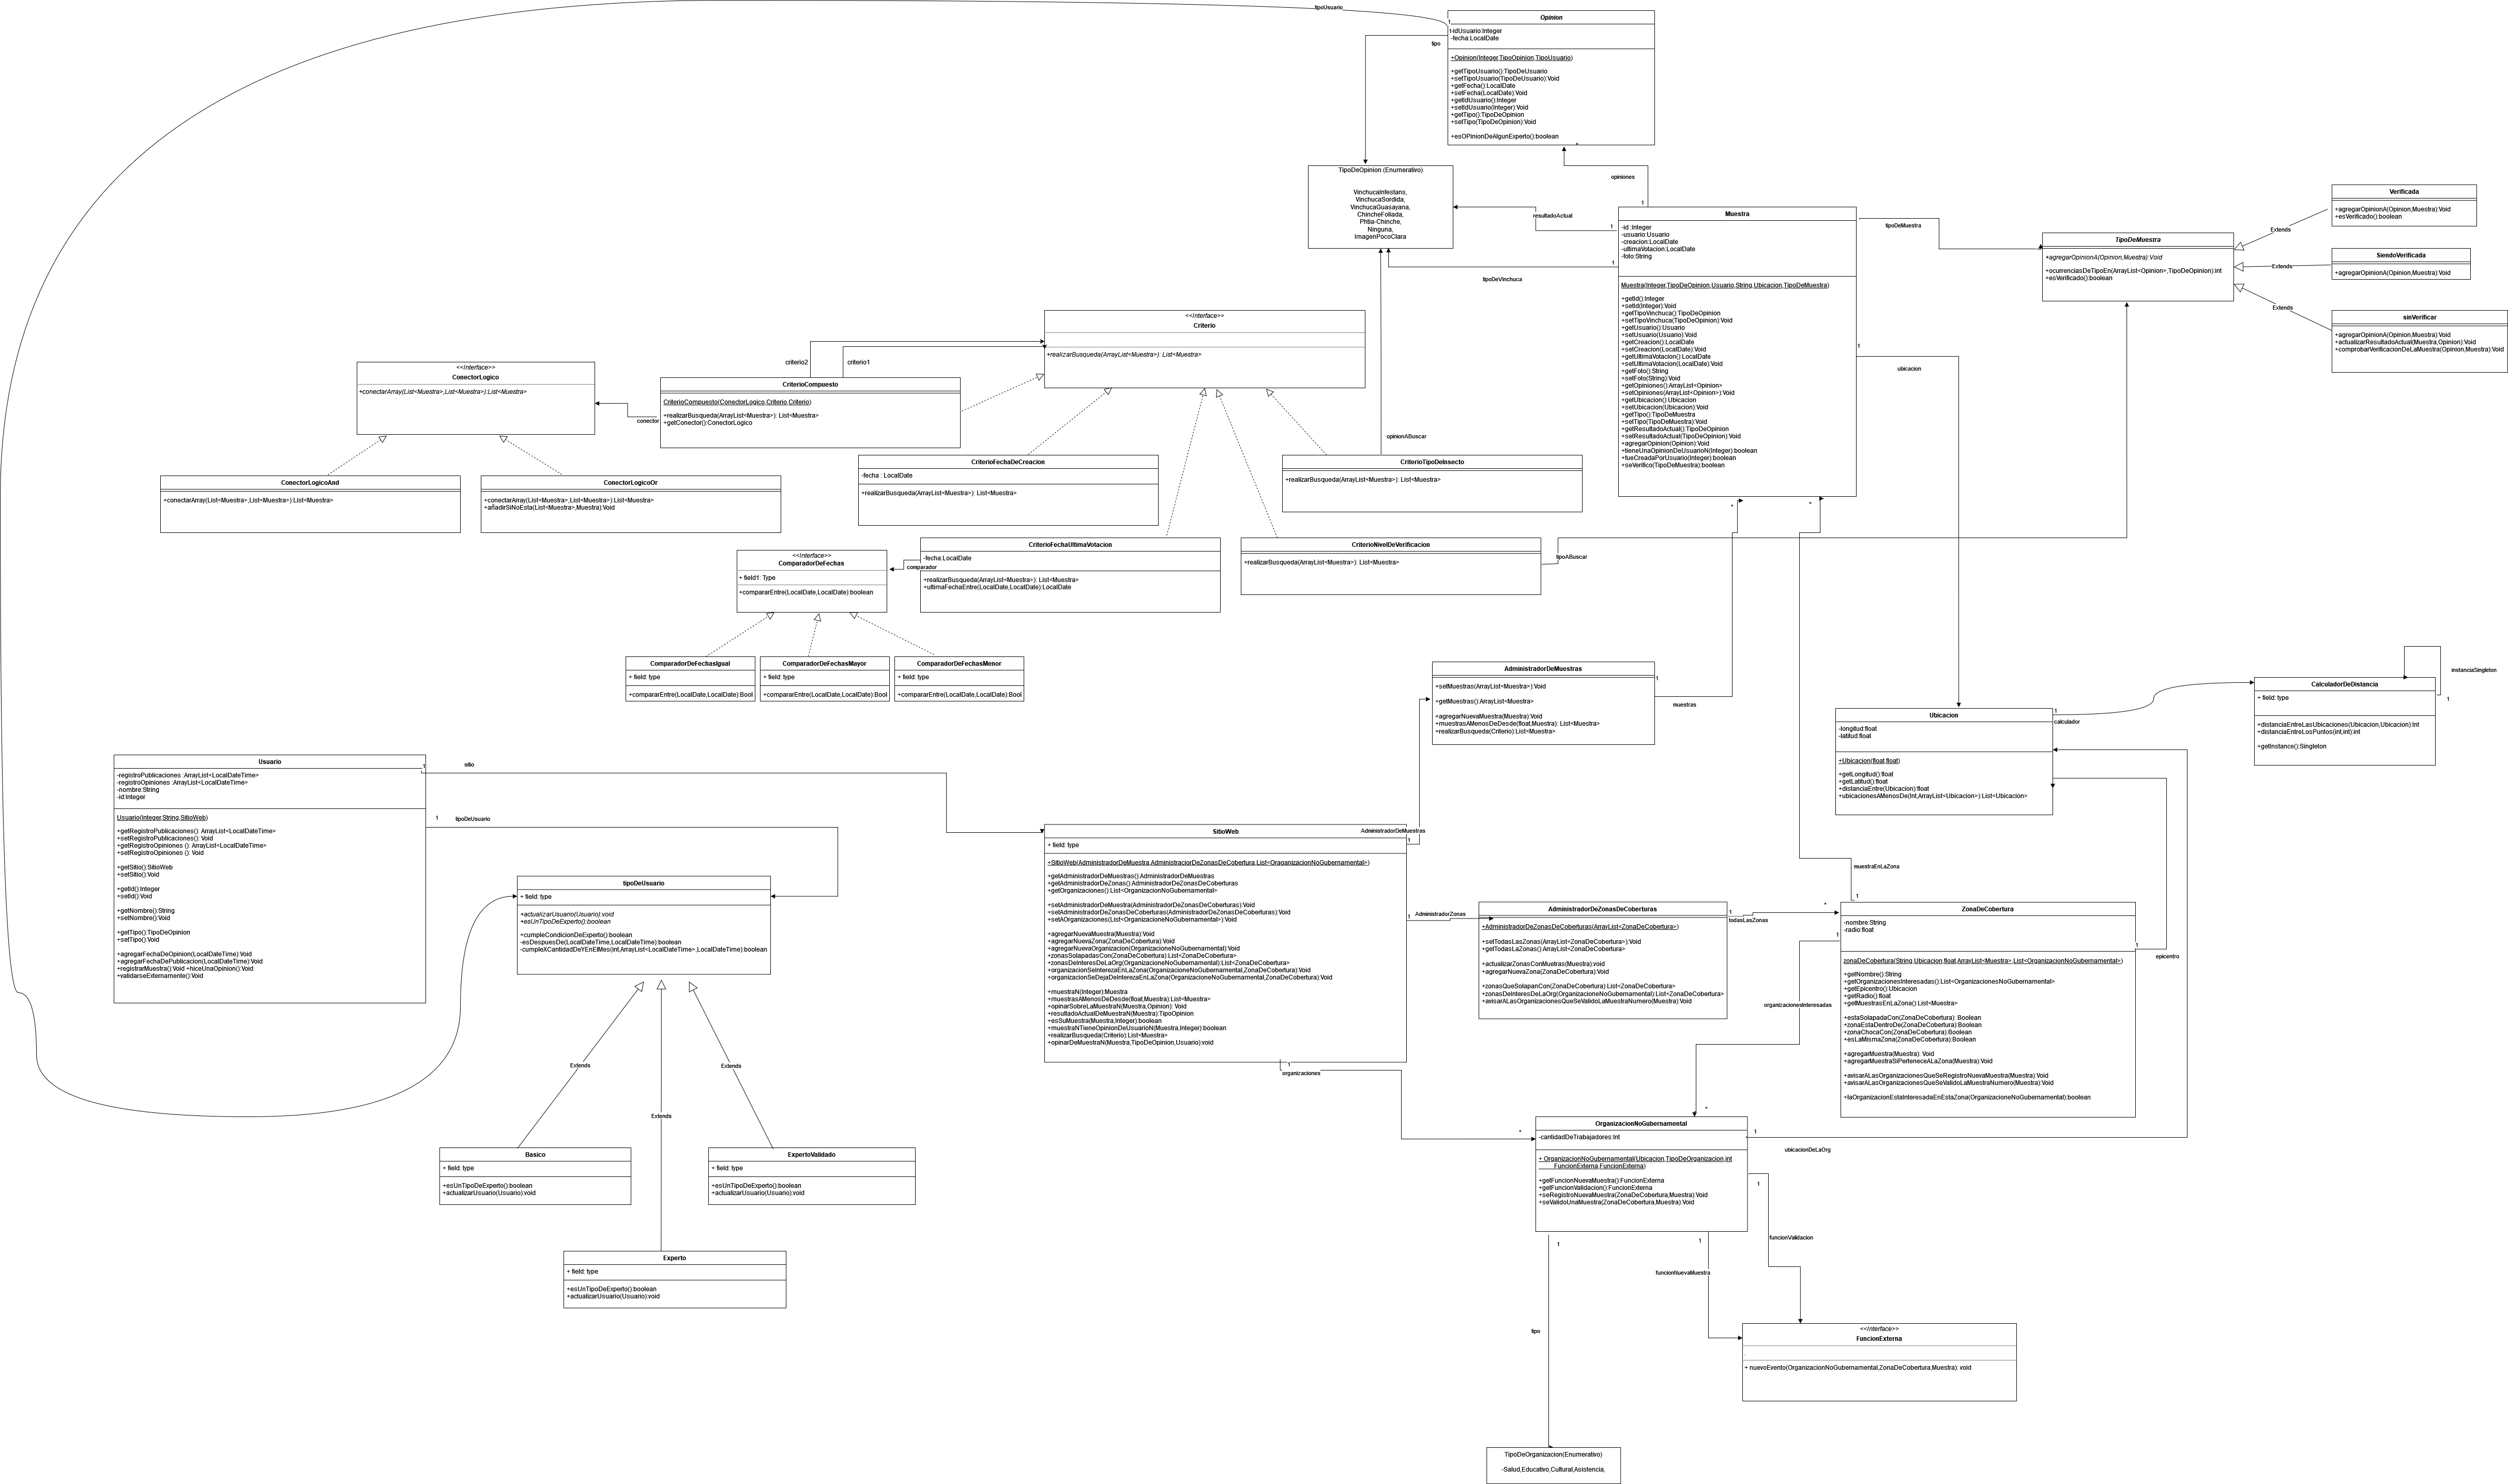 tipoUsuario
1
Opinion
t-idUsuario:Integer
-fecha:LocalDate
tipo
+Opinion(Integer,TipoOpinion,TipoUsuario)
+getTipoUsuario():TipoDeUsuario
+setTipoUsuario(TipoDeUsuario):Void
+getFecha():LocalDate
+setFecha(LocalDate):Void
+getIdUsuario():Integer
+setIdUsuario(Integer):Void
+getTipo():TipoDeOpinion
+setTipo(TipoDeOpinion):Void
+esOPinionDeAlgunExperto():boolean
*
TipoDeOpinion (Enumerativo)
VinchucaInfestans,
VinchucaSordida,
VinchucaGuasayana,
ChincheFoliada,
Phtia-Chinche,
Ninguna,
ImagenPocoClara
opiniones
1
resultadoActual
1
tipoDeVinchuca
1
Muestra
-id :Integer
-usuario:Usuario
-creacion:LocalDate
-ultimaVotacion:LocalDate
-foto:String
Muestra(Integer,TipoDeOpinion,Usuario,String,Ubicacion,TipoDeMuestra)
+getId():Integer
+setId(Integer):Void
+getTipoVinchuca():TipoDeOpinion
+setTipoVinchuca(TipoDeOpinion):Void
+getUsuario():Usuario
+setUsuario(Usuario):Void
+getCreacion():LocalDate
+setCreacion(LocalDate):Void
+getUltimaVotacion():LocalDate
+setUltimaVotacion(LocalDate):Void
+getFoto():String
+setFoto(String):Void
+getOpiniones():ArrayList<Opinion>
+setOpiniones(ArrayList<Opinion>):Void
+getUbicacion():Ubicacion
+setUbicacion(Ubicacion):Void
+getTipo():TipoDeMuestra
+setTipo(TipoDeMuestra):Void
+getResultadoActual():TipoDeOpinion
+setResultadoActual(TipoDeOpinion):Void
+agregarOpinion(Opinion):Void
+tieneUnaOpinionDeUsuarioN(Integer):boolean
+fueCreadaPorUsuario(Integer):boolean
+seVerifico(TipoDeMuestra):boolean
tipoDeMuestra
TipoDeMuestra
+agregarOpinionA(Opinion,Muestra):Void
+ocurrenciasDeTipoEn(ArrayList<Opinion>,TipoDeOpinion):int
+esVerificado():boolean
Verificada
+agregarOpinionA(Opinion,Muestra):Void
+esVerificado():boolean
Extends
SiendoVerificada
+agregarOpinionA(Opinion,Muestra):Void
Extends
sinVerificar
+agregarOpinionA(Opinion,Muestra):Void
+actualizarResultadoActual(Muestra,Opinion):Void
+comprobarVerificacionDeLaMuestra(Opinion,Muestra):Void
Extends
1
ubicacion
<<Interface>>
Criterio
+realizarBusqueda(ArrayList<Muestra>): List<Muestra>
criterio2
criterio1
<<Interface>>
ConectorLogico
+conectarArray(List<Muestra>,List<Muestra>):List<Muestra>
conector
CriterioCompuesto
CriterioCompuesto(ConectorLogico,Criterio,Criterio)
+realizarBusqueda(ArrayList<Muestra>): List<Muestra>
+getConector():ConectorLogico
opinionABuscar
ConectorLogicoAnd
+conectarArray(List<Muestra>,List<Muestra>):List<Muestra>
ConectorLogicoOr
+conectarArray(List<Muestra>,List<Muestra>):List<Muestra>
+añadirSiNoEsta(List<Muestra>,Muestra):Void
CriterioFechaDeCreacion
-fecha : LocalDate
+realizarBusqueda(ArrayList<Muestra>): List<Muestra>
CriterioTipoDeInsecto
+realizarBusqueda(ArrayList<Muestra>): List<Muestra>
<<Interface>>
ComparadorDeFechas
+ field1: Type
+compararEntre(LocalDate,LocalDate):boolean
comparador
CriterioFechaUltimaVotacion
-fecha:LocalDate
+realizarBusqueda(ArrayList<Muestra>): List<Muestra>
+ultimaFechaEntre(LocalDate,LocalDate):LocalDate
CriterioNivelDeVerificacion
+realizarBusqueda(ArrayList<Muestra>): List<Muestra>
tipoABuscar
*
*
ComparadorDeFechasIgual
+ field: type
+compararEntre(LocalDate,LocalDate):Bool
ComparadorDeFechasMayor
+ field: type
+compararEntre(LocalDate,LocalDate):Bool
ComparadorDeFechasMenor
+ field: type
+compararEntre(LocalDate,LocalDate):Bool
AdministradorDeMuestras
+setMuestras(ArrayList<Muestra>):Void
+getMuestras():ArrayList<Muestra>
+agregarNuevaMuestra(Muestra):Void
+muestrasAMenosDeDesde(float,Muestra): List<Muestra>
+realizarBusqueda(Criterio):List<Muestra>
1
muestras
instanciaSingleton
1
CalculadorDeDistancia
+ field: type
+distanciaEntreLasUbicaciones(Ubicacion,Ubicacion):Int
+distanciaEntreLosPuntos(int,int):int
+getInstance():Singleton
Ubicacion
-longitud:float
-latitud:float
+Ubicacion(float,float)
+getLongitud():float
+getLatitud():float
+distanciaEntre(Ubicacion):float
+ubicacionesAMenosDe(Int,ArrayList<Ubicacion>):List<Ubicacion>
1
calculador
Usuario
-registroPublicaciones :ArrayList<LocalDateTime>
-registroOpiniones :ArrayList<LocalDateTime>
-nombre:String
-id:Integer
Usuario(Integer,String,SitioWeb)
+getRegistroPublicaciones(): ArrayList<LocalDateTime>
+setRegistroPublicaciones(): Void
+getRegistroOpiniones (): ArrayList<LocalDateTime>
+setRegistroOpiniones (): Void
+getSitio():SitioWeb
+setSitio():Void
+getId():Integer
+setId():Void
+getNombre():String
+setNombre():Void
+getTipo():TipoDeOpinion
+setTipo():Void
+agregarFechaDeOpinion(LocalDateTime):Void
+agregarFechaDePublicacion(LocalDateTime):Void
+registrarMuestra():Void +hiceUnaOpinion():Void
+validarseExternamente():Void
1
sitio
1
tipoDeUsuario
tipoDeUsuario
+ field: type
+actualizarUsuario(Usuario):void
+esUnTipoDeExperto():boolean
+cumpleCondicionDeExperto():boolean
-esDespuesDe(LocalDateTime,LocalDateTime):boolean
-cumpleXCantidadDeYEnElMes(int,ArrayList<LocalDateTime>,LocalDateTime):boolean
SitioWeb
+ field: type
+SitioWeb(AdministradorDeMuestra,AdministraciorDeZonasDeCobertura,List<OraganizacionNoGubernamental>)
+getAdministradorDeMuestras():AdministradorDeMuestras
+getAdministradorDeZonas():AdministradorDeZonasDeCoberturas
+getOrganizaciones():List<OrganizacionNoGubernamental>
+setAdministradorDeMuestra(AdministradorDeZonasDeCoberturas):Void
+setAdministradorDeZonasDeCoberturas(AdministradorDeZonasDeCoberturas):Void
+setAOrganizaciones(List<OrganizacionNoGubernamental>):Void
+agregarNuevaMuestra(Muestra):Void
+agregarNuevaZona(ZonaDeCobertura):Void
+agregarNuevaOrganizacion(OrganizacioneNoGubernamental):Void
+zonasSolapadasCon(ZonaDeCobertura):List<ZonaDeCobertura>
+zonasDeInteresDeLaOrg(OrganizacioneNoGubernamental):List<ZonaDeCobertura>
+organizacionSeInterezaEnLaZona(OrganizacioneNoGubernamental,ZonaDeCobertura):Void
+organizacionSeDejaDeInterezaEnLaZona(OrganizacioneNoGubernamental,ZonaDeCobertura):Void
+muestraN(Integer):Muestra
+muestrasAMenosDeDesde(float,Muestra):List<Muestra>
+opinarSobreLaMuestraN(Muestra,Opinion): Void
+resultadoActualDeMuestraN(Muestra):TipoOpinion
+esSuMuestra(Muestra,Integer):boolean
+muestraNTieneOpinionDeUsuarioN(Muestra,Integer):boolean
+realizarBusqueda(Criterio):List<Muestra>
+opinarDeMuestraN(Muestra,TipoDeOpinion,Usuario):void
AdministradorDeMuestras
1
1
AdministradorZonas
1
organizaciones
*
AdministradorDeZonasDeCoberturas
+AdministradorDeZonasDeCoberturas(ArrayList<ZonaDeCobertura>)
+setTodasLasZonas(ArrayList<ZonaDeCobertura>):Void
+getTodasLaZonas():ArrayList<ZonaDeCobertura>
+actualizarZonasConMuetras(Muestra):void
+agregarNuevaZona(ZonaDeCobertura):Void
+zonasQueSolapanCon(ZonaDeCobertura):List<ZonaDeCobertura>
+zonasDeInteresDeLaOrg(OrganizacioneNoGubernamental):List<ZonaDeCobertura>
+avisarALasOrganizacionesQueSeValidoLaMuestraNumero(Muestra):Void
1
todasLasZonas
*
muestraEnLaZona
1
ZonaDeCobertura
-nombre:String
-radio:float
zonaDeCobertura(String,Ubicacion,float,ArrayList<Muestra>,List<OrganizacioneNoGubernamental>)
+getNombre():String
+getOrganizacionesInteresadas():List<OrganizacionesNoGubernamental>
+getEpicentro():Ubicacion
+getRadio():float
+getMuestrasEnLaZona():List<Muestra>
+estaSolapadaCon(ZonaDeCobertura): Boolean
+zonaEstaDentroDe(ZonaDeCobertura):Boolean
+zonaChocaCon(ZonaDeCobertura):Boolean
+esLaMismaZona(ZonaDeCobertura):Boolean
+agregarMuestra(Muestra): Void
+agregarMuestraSiPerteneceALaZona(Muestra):Void
+avisarALasOrganizacionesQueSeRegistroNuevaMuestra(Muestra):Void
+avisarALasOrganizacionesQueSeValidoLaMuestraNumero(Muestra):Void
+laOrganizacionEstaInteresadaEnEstaZona(OrganizacioneNoGubernamental):boolean
1
1
epicentro
organizacionesInteresadas
*
Extends
Extends
Extends
Basico
+ field: type
+esUnTipoDeExperto():boolean
+actualizarUsuario(Usuario):void
ExpertoValidado
+ field: type
+esUnTipoDeExperto():boolean
+actualizarUsuario(Usuario):void
Experto
+ field: type
+esUnTipoDeExperto():boolean
+actualizarUsuario(Usuario):void
OrganizacionNoGubernamental
-cantidadDeTrabajadores:Int
+ OrganizacionNoGubernamental(Ubicacion,TipoDeOrganizacion,int
FuncionExterna,FuncionExterna)
+getFuncionNuevaMuestra():FuncionExterna
+getFuncionValidacion():FuncionExterna
+seRegistroNuevaMuestra(ZonaDeCobertura,Muestra):Void
+seValidoUnaMuestra(ZonaDeCobertura,Muestra):Void
1
ubicacionDeLaOrg
1
funcionValidacion
1
funcionNuevaMuestra
1
tipo
<<Interface>>
FuncionExterna
+ nuevoEvento(OrganizacionNoGubernamental,ZonaDeCobertura,Muestra): void
TipoDeOrganizacion(Enumerativo)
-Salud,Educativo,Cultural,Asistencia,